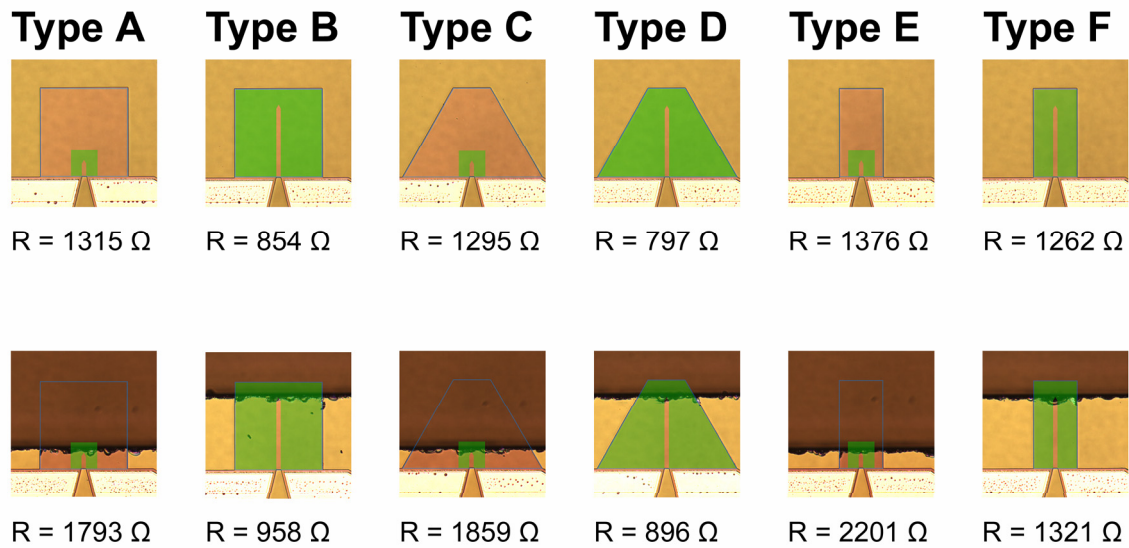 Type A Type B Type C Type D Type E Type F
R = 1315 Ω R = 854 Ω R = 1295 Ω R = 797 Ω R = 1376 Ω R = 1262 Ω
R = 1793 Ω R = 958 Ω R = 1859 Ω R = 896 Ω R = 2201 Ω R = 1321 Ω